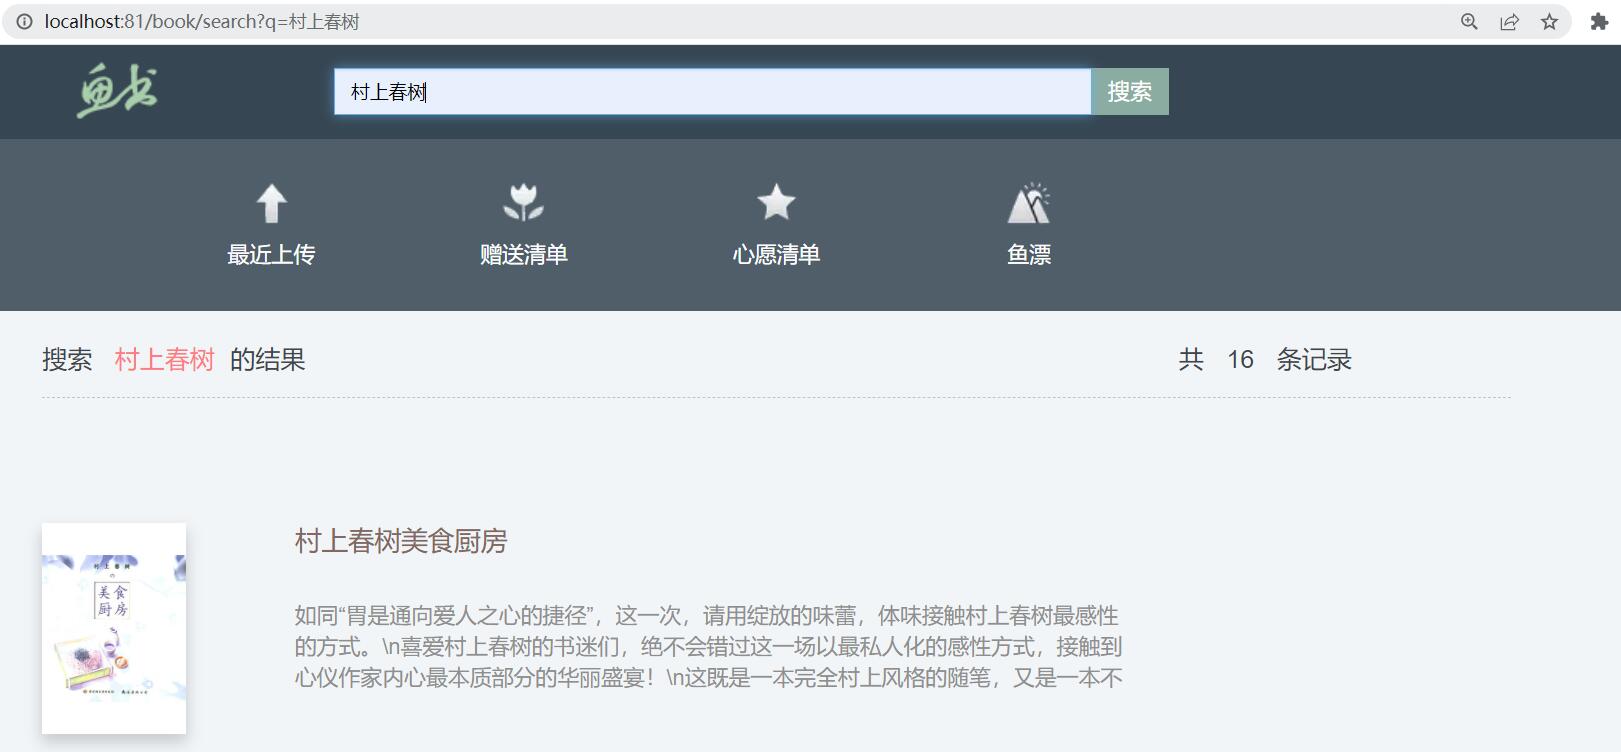 localhost:81/book/search?q=村上春树
鱼书
村上春树
搜索
最近上传
赠送清单
心愿清单
鱼漂
搜索 村上春树 的结果
共 16 条记录
村上春树美食厨房
如同“胃是通向爱人之心的捷径”，这一次，请用绽放的味蕾，体味接触村上春树最感性
的方式。\n喜爱村上春树的书迷们，绝不会错过这一场以最私人化的感性方式，接触到
心仪作家内心最本质部分的华丽盛宴！\n这既是一本完全村上风格的随笔，又是一本不
村上春树
の
美食
厨房